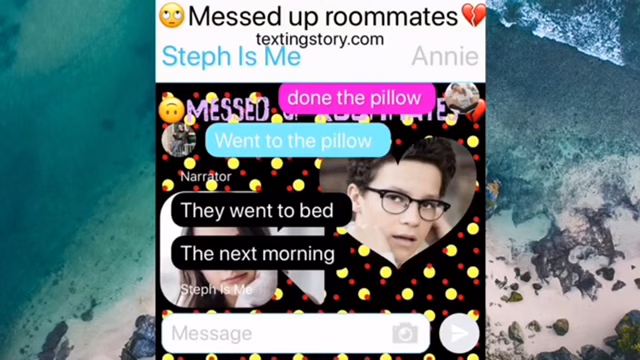 🙄Messed up roommates💔
textingstory.com
Steph Is Me Annie
done the pillow
MESSED
Went to the pillow
Narrator
They went to bed
The next morning
Steph Is Me
Message